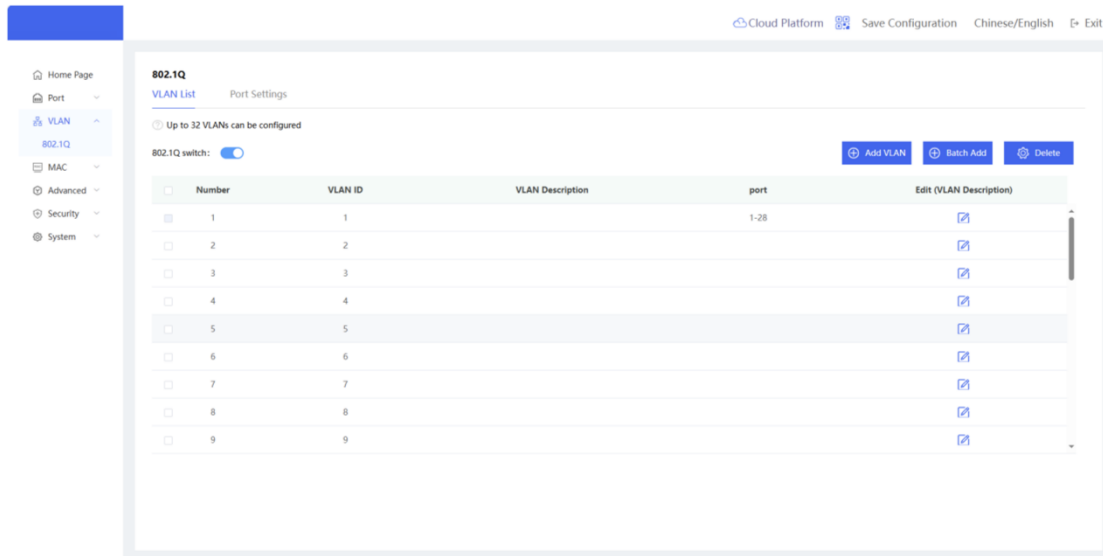 Cloud Platform Save Configuration Chinese/English Exit
Home Page
Port
VLAN
802.1Q
MAC
Advanced
Security
System
802.1Q
VLAN List Port Settings
Up to 32 VLANs can be configured
802.1Q switch: Add VLAN Batch Add Delete
Number VLAN ID VLAN Description port Edit (VLAN Description)
1 1 1-28
2 2
3 3
4 4
5 5
6 6
7 7
8 8
9 9